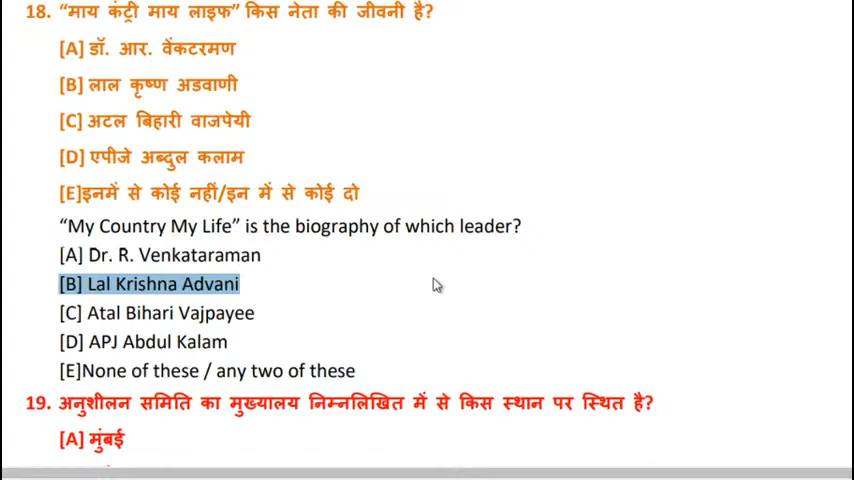 18. “माय कंट्री माय लाइफ” किस नेता की जीवनी है?
[A] डॉ. आर. वेंकटरमण
[B] लाल कृष्ण अडवाणी
[C] अटल बिहारी वाजपेयी
[D] एपीजे अब्दुल कलाम
[E]इनमें से कोई नहीं/इन में से कोई दो
“My Country My Life” is the biography of which leader?
[A] Dr. R. Venkataraman
[B] Lal Krishna Advani
[C] Atal Bihari Vajpayee
[D] APJ Abdul Kalam
[E]None of these / any two of these
19. अनुशीलन समिति का मुख्यालय निम्नलिखित में से किस स्थान पर स्थित है?
[A] मुंबई